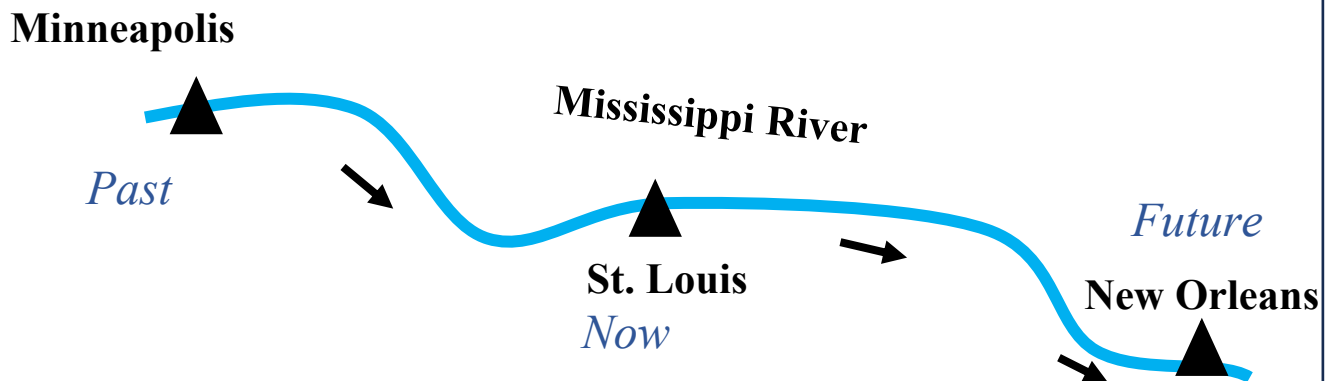 Minneapolis
Mississippi River
Past
Future
St. Louis
New Orleans
Now